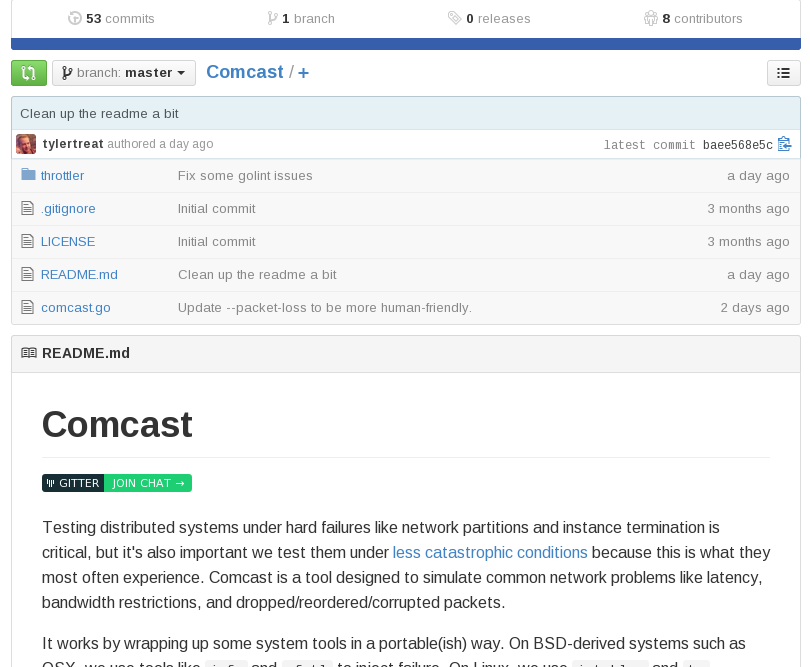 53 commits 1 branch 0 releases 8 contributors
branch: master Comcast / +
Clean up the readme a bit
tylertreat authored a day ago latest commit baee568e5c
throttler Fix some golint issues a day ago
.gitignore Initial commit 3 months ago
LICENSE Initial commit 3 months ago
README.md Clean up the readme a bit a day ago
comcast.go Update --packet-loss to be more human-friendly. 2 days ago
README.md
Comcast
GITTER JOIN CHAT →
Testing distributed systems under hard failures like network partitions and instance termination is
critical, but it's also important we test them under less catastrophic conditions because this is what they
most often experience. Comcast is a tool designed to simulate common network problems like latency,
bandwidth restrictions, and dropped/reordered/corrupted packets.
It works by wrapping up some system tools in a portable(ish) way. On BSD-derived systems such as
OSX, we use tools like and to inject failure. On Linux, we use and